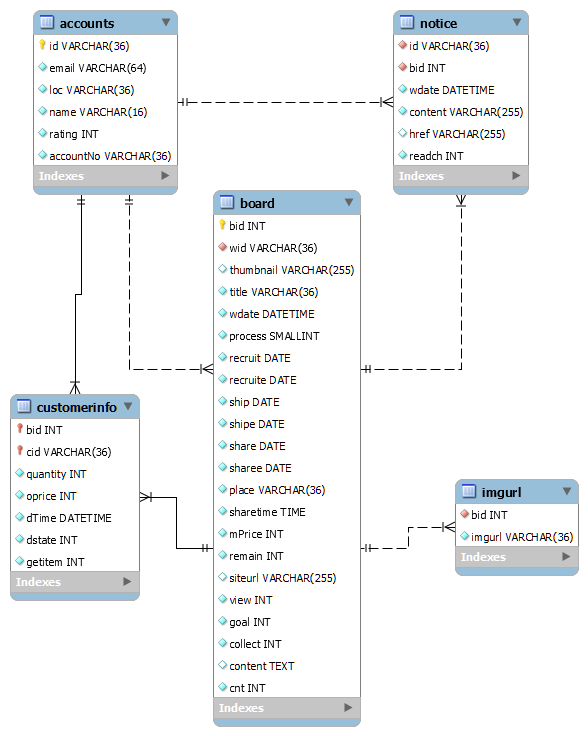 accounts
id VARCHAR(36)
email VARCHAR(64)
loc VARCHAR(36)
name VARCHAR(16)
rating INT
accountNo VARCHAR(36)
Indexes
notice
id VARCHAR(36)
bid INT
wdate DATETIME
content VARCHAR(255)
href VARCHAR(255)
readch INT
Indexes
board
bid INT
wid VARCHAR(36)
thumbnail VARCHAR(255)
title VARCHAR(36)
wdate DATETIME
process SMALLINT
recruit DATE
recruite DATE
ship DATE
shipe DATE
share DATE
sharee DATE
place VARCHAR(36)
sharetime TIME
mPrice INT
remain INT
siteurl VARCHAR(255)
view INT
goal INT
collect INT
content TEXT
cnt INT
Indexes
customerinfo
bid INT
cid VARCHAR(36)
quantity INT
oprice INT
dTime DATETIME
dstate INT
getitem INT
Indexes
imgurl
bid INT
imgurl VARCHAR(36)
Indexes